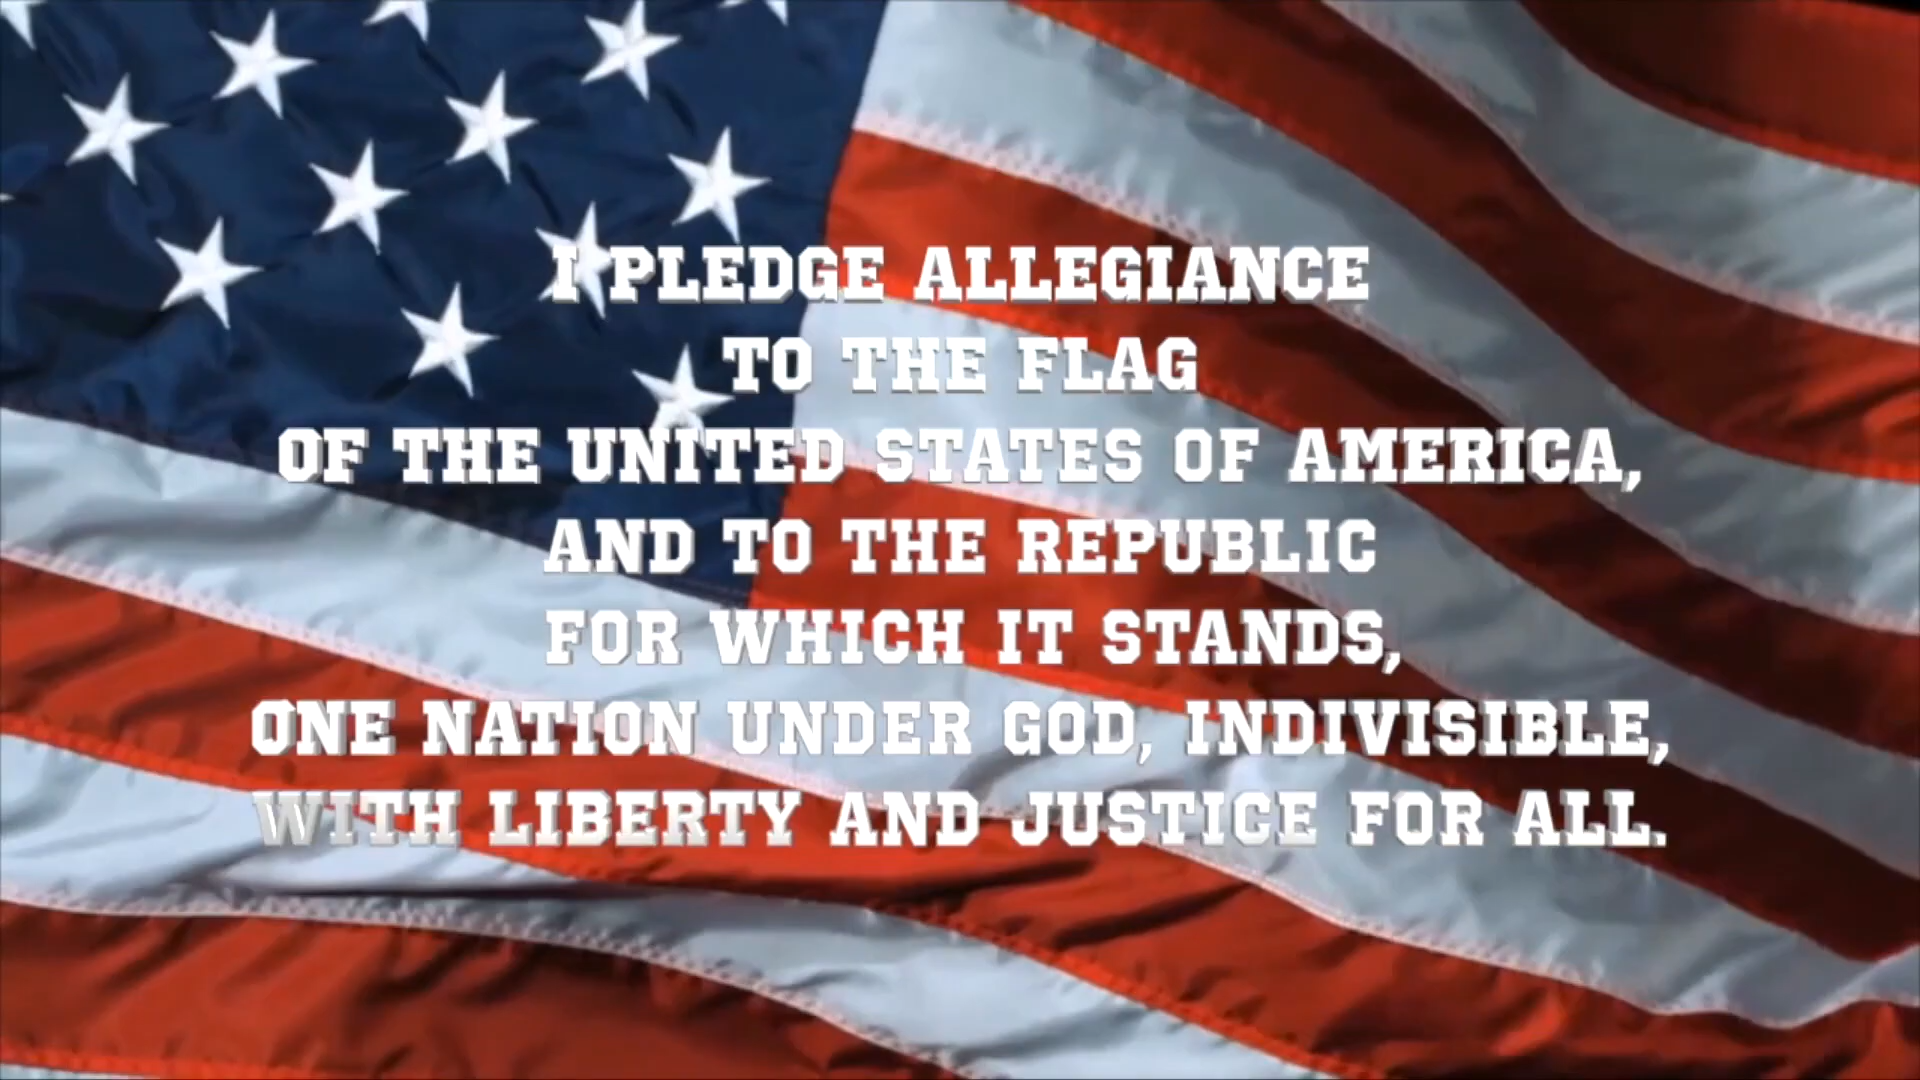 I PLEDGE ALLEGIANCE
TO THE FLAG
OF THE UNITED STATES OF AMERICA,
AND TO THE REPUBLIC
FOR WHICH IT STANDS,
ONE NATION UNDER GOD, INDIVISIBLE,
WITH LIBERTY AND JUSTICE FOR ALL.